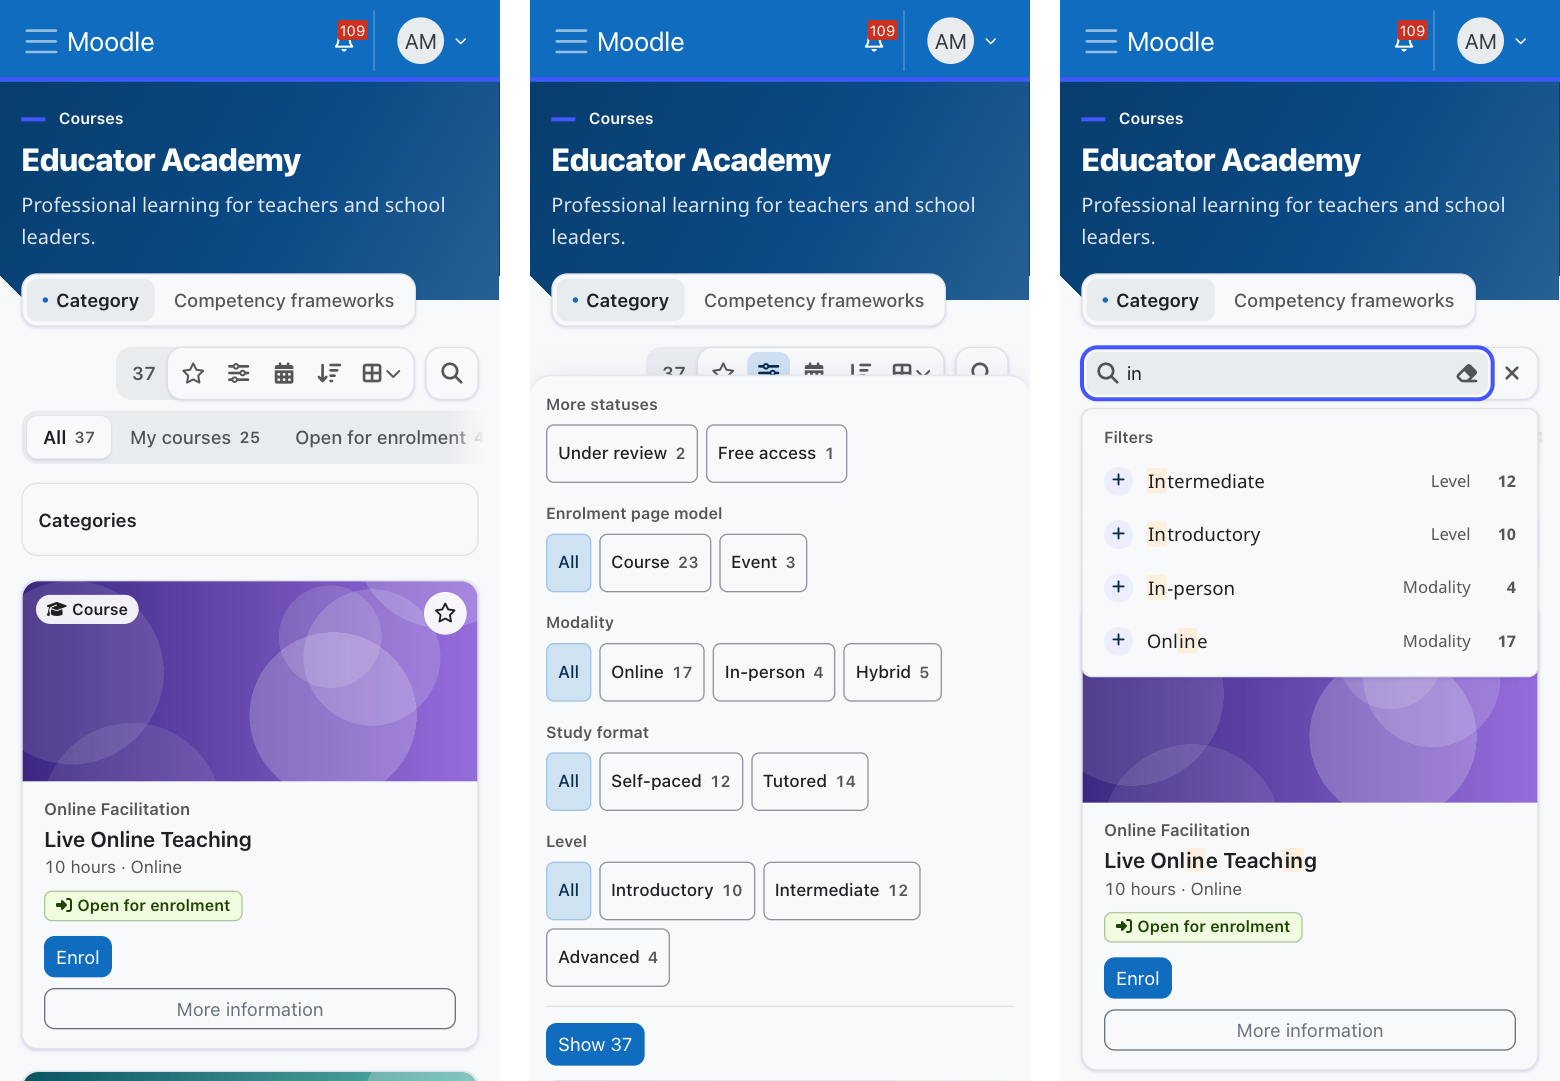 Moodle
109
AM
Courses
Educator Academy
Professional learning for teachers and school
leaders.
• Category Competency frameworks
37
All 37 My courses 25 Open for enrolment
Categories
Course
Online Facilitation
Live Online Teaching
10 hours · Online
Open for enrolment
Enrol
More information
Moodle
109
AM
Courses
Educator Academy
Professional learning for teachers and school
leaders.
• Category Competency frameworks
37
More statuses
Under review 2 Free access 1
Enrolment page model
All Course 23 Event 3
Modality
All Online 17 In-person 4 Hybrid 5
Study format
All Self-paced 12 Tutored 14
Level
All Introductory 10 Intermediate 12
Advanced 4
Show 37
Moodle
109
AM
Courses
Educator Academy
Professional learning for teachers and school
leaders.
• Category Competency frameworks
in
Filters
+ Intermediate Level 12
+ Introductory Level 10
+ In-person Modality 4
+ Online Modality 17
Online Facilitation
Live Online Teaching
10 hours · Online
Open for enrolment
Enrol
More information